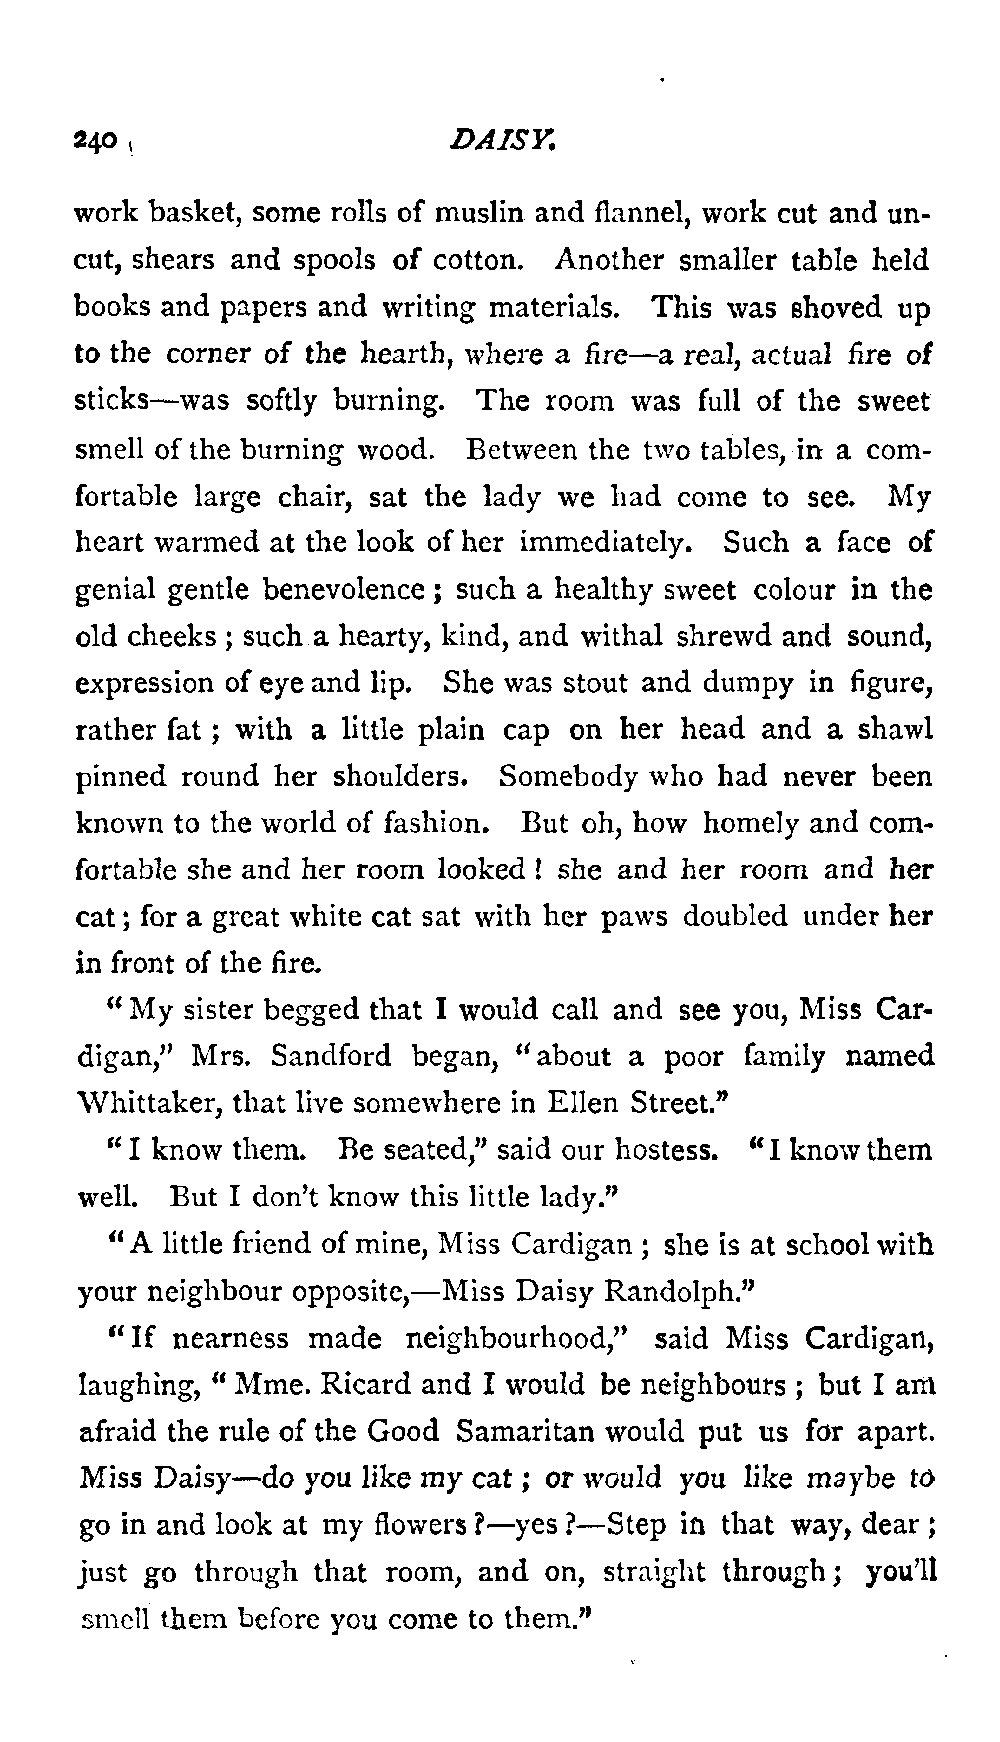 240 DAISY.
work basket, some rolls of muslin and flannel, work cut and un-
cut, shears and spools of cotton. Another smaller table held
books and papers and writing materials. This was shoved up
to the corner of the hearth, where a fire—a real, actual fire of
sticks—was softly burning. The room was full of the sweet
smell of the burning wood. Between the two tables, in a com-
fortable large chair, sat the lady we had come to see. My
heart warmed at the look of her immediately. Such a face of
genial gentle benevolence ; such a healthy sweet colour in the
old cheeks ; such a hearty, kind, and withal shrewd and sound,
expression of eye and lip. She was stout and dumpy in figure,
rather fat ; with a little plain cap on her head and a shawl
pinned round her shoulders. Somebody who had never been
known to the world of fashion. But oh, how homely and com-
fortable she and her room looked ! she and her room and her
cat ; for a great white cat sat with her paws doubled under her
in front of the fire.
“ My sister begged that I would call and see you, Miss Car-
digan,” Mrs. Sandford began, “ about a poor family named
Whittaker, that live somewhere in Ellen Street.”
“ I know them. Be seated,” said our hostess. “ I know them
well. But I don’t know this little lady.”
“ A little friend of mine, Miss Cardigan ; she is at school with
your neighbour opposite,—Miss Daisy Randolph.”
“ If nearness made neighbourhood,” said Miss Cardigan,
laughing, “ Mme. Ricard and I would be neighbours ; but I am
afraid the rule of the Good Samaritan would put us for apart.
Miss Daisy—do you like my cat ; or would you like maybe to
go in and look at my flowers ?—yes ?—Step in that way, dear ;
just go through that room, and on, straight through ; you’ll
smell them before you come to them.”